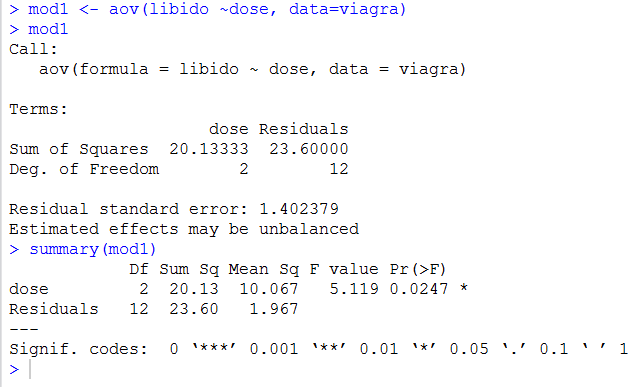 > mod1 <- aov(libido ~dose, data=viagra)
> mod1
Call:
   aov(formula = libido ~ dose, data = viagra)

Terms:
                    dose Residuals
Sum of Squares  20.13333  23.60000
Deg. of Freedom        2        12

Residual standard error: 1.402379
Estimated effects may be unbalanced
> summary(mod1)
            Df Sum Sq Mean Sq F value Pr(>F)
dose         2  20.13  10.067   5.119 0.0247 *
Residuals   12  23.60   1.967
---
Signif. codes:  0 ‘***’ 0.001 ‘**’ 0.01 ‘*’ 0.05 ‘.’ 0.1 ‘ ’ 1
>